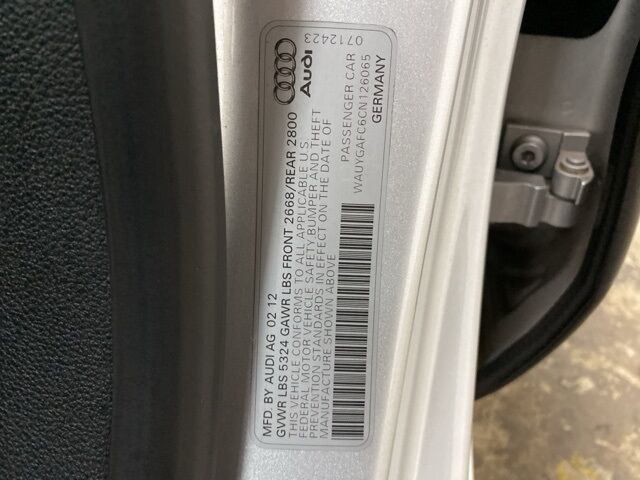 MFD. BY AUDI AG 02 12
GVWR LBS 5324 GAWR LBS FRONT 2668/REAR 2800
THIS VEHICLE CONFORMS TO ALL APPLICABLE U.S.
FEDERAL MOTOR VEHICLE SAFETY BUMPER AND THEFT
PREVENTION STANDARDS IN EFFECT ON THE DATE OF
MANUFACTURE SHOWN ABOVE
0712423
Audi
PASSENGER CAR
WAUYGAFC6CN126065
GERMANY